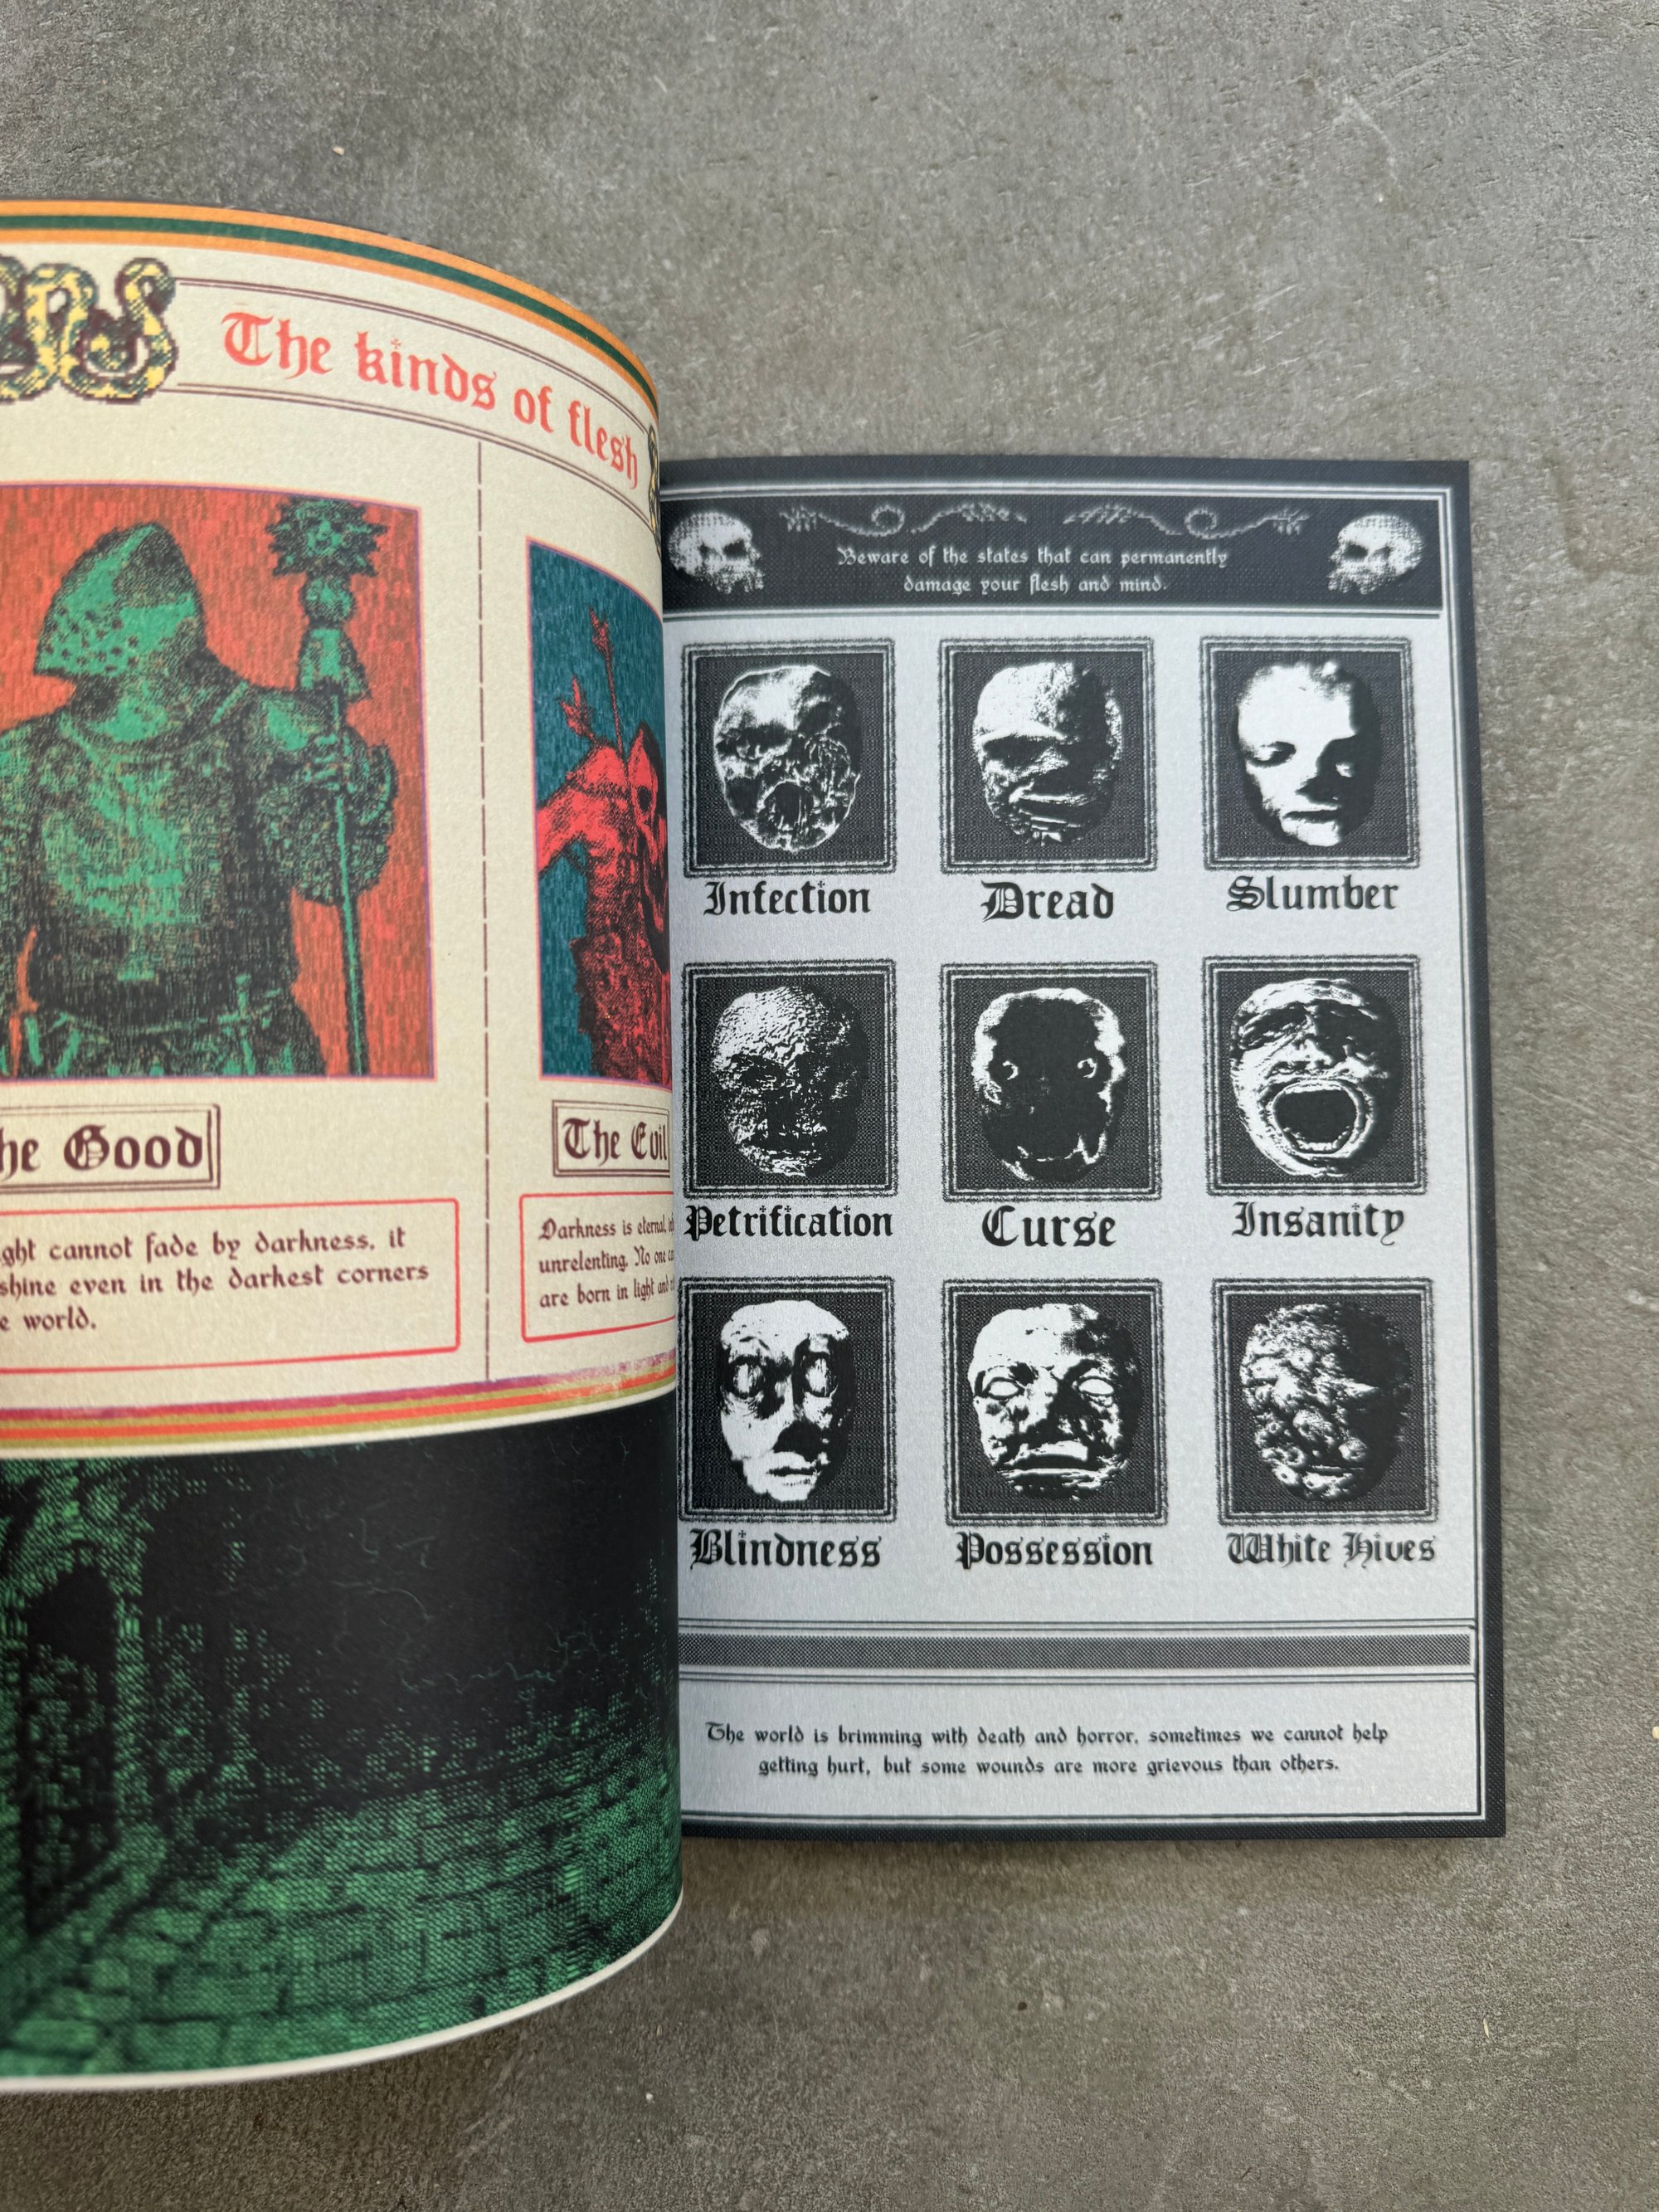 The kinds of flesh
Good
The Evil
cannot fade by darkness, it
shine even in the darkest corners
world.
Darkness is eternal,
unrelenting. No one
are born in light and
Beware of the states that can permanently
damage your flesh and mind.
Infection Dread Slumber
Petrification Curse Insanity
Blindness Possession White Hives
The world is brimming with death and horror, sometimes we cannot help
getting hurt, but some wounds are more grievous than others.